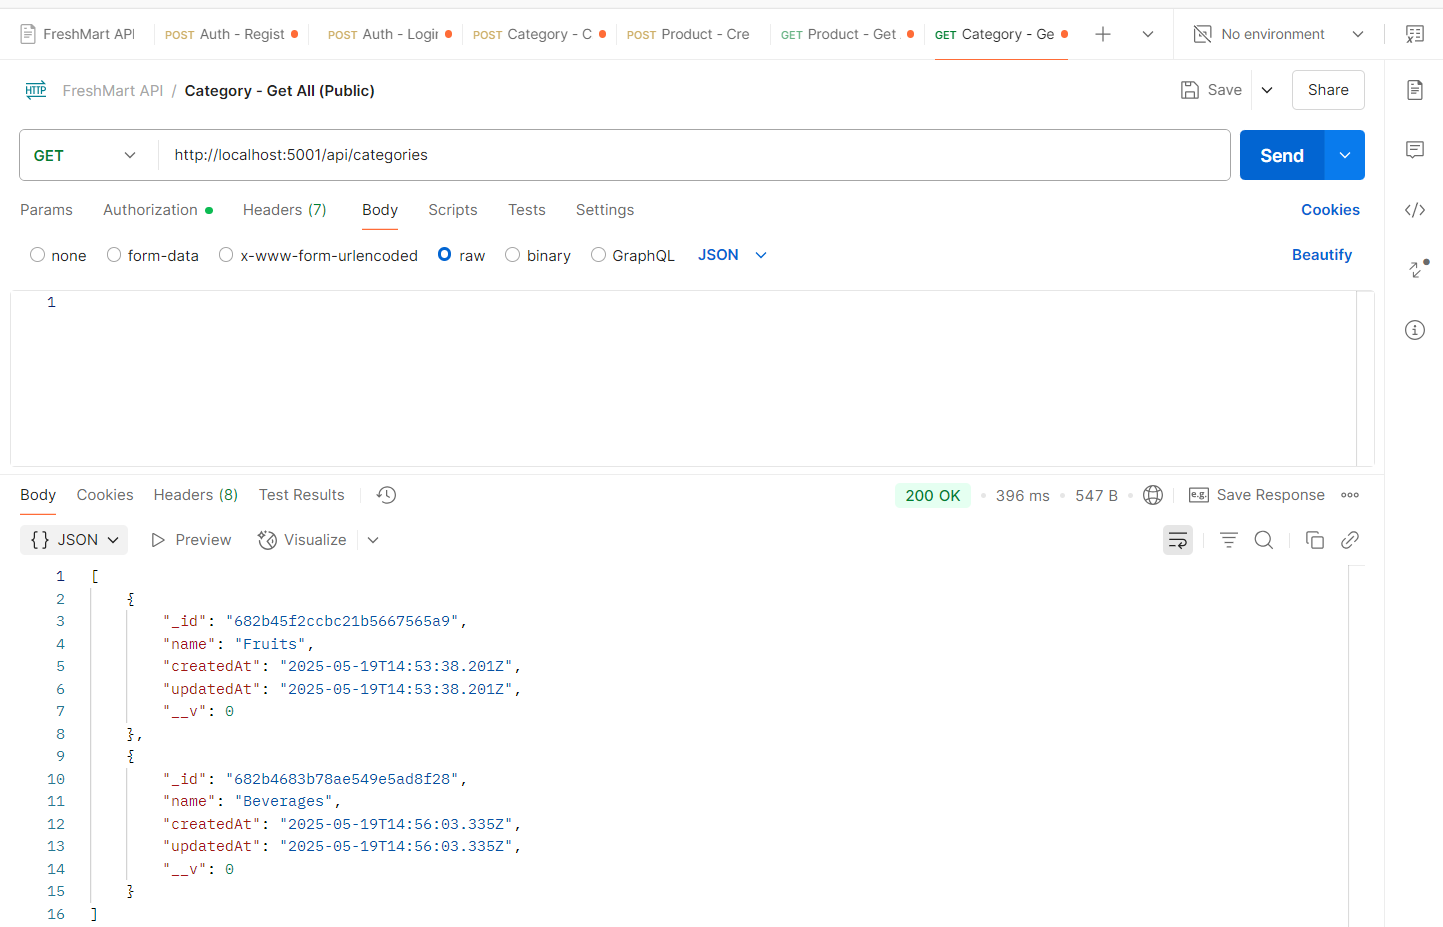 FreshMart API POST Auth - Regist POST Auth - Login POST Category - C POST Product - Cre GET Product - Get GET Category - Ge No environment
HTTP FreshMart API / Category - Get All (Public) Save Share
GET http://localhost:5001/api/categories Send
Params Authorization Headers (7) Body Scripts Tests Settings Cookies
none form-data x-www-form-urlencoded raw binary GraphQL JSON Beautify
1
Body Cookies Headers (8) Test Results 200 OK 396 ms 547 B e.g. Save Response
{} JSON Preview Visualize
1 [
2 {
3 "_id": "682b45f2ccbc21b5667565a9",
4 "name": "Fruits",
5 "createdAt": "2025-05-19T14:53:38.201Z",
6 "updatedAt": "2025-05-19T14:53:38.201Z",
7 "__v": 0
8 },
9 {
10 "_id": "682b4683b78ae549e5ad8f28",
11 "name": "Beverages",
12 "createdAt": "2025-05-19T14:56:03.335Z",
13 "updatedAt": "2025-05-19T14:56:03.335Z",
14 "__v": 0
15 }
16 ]